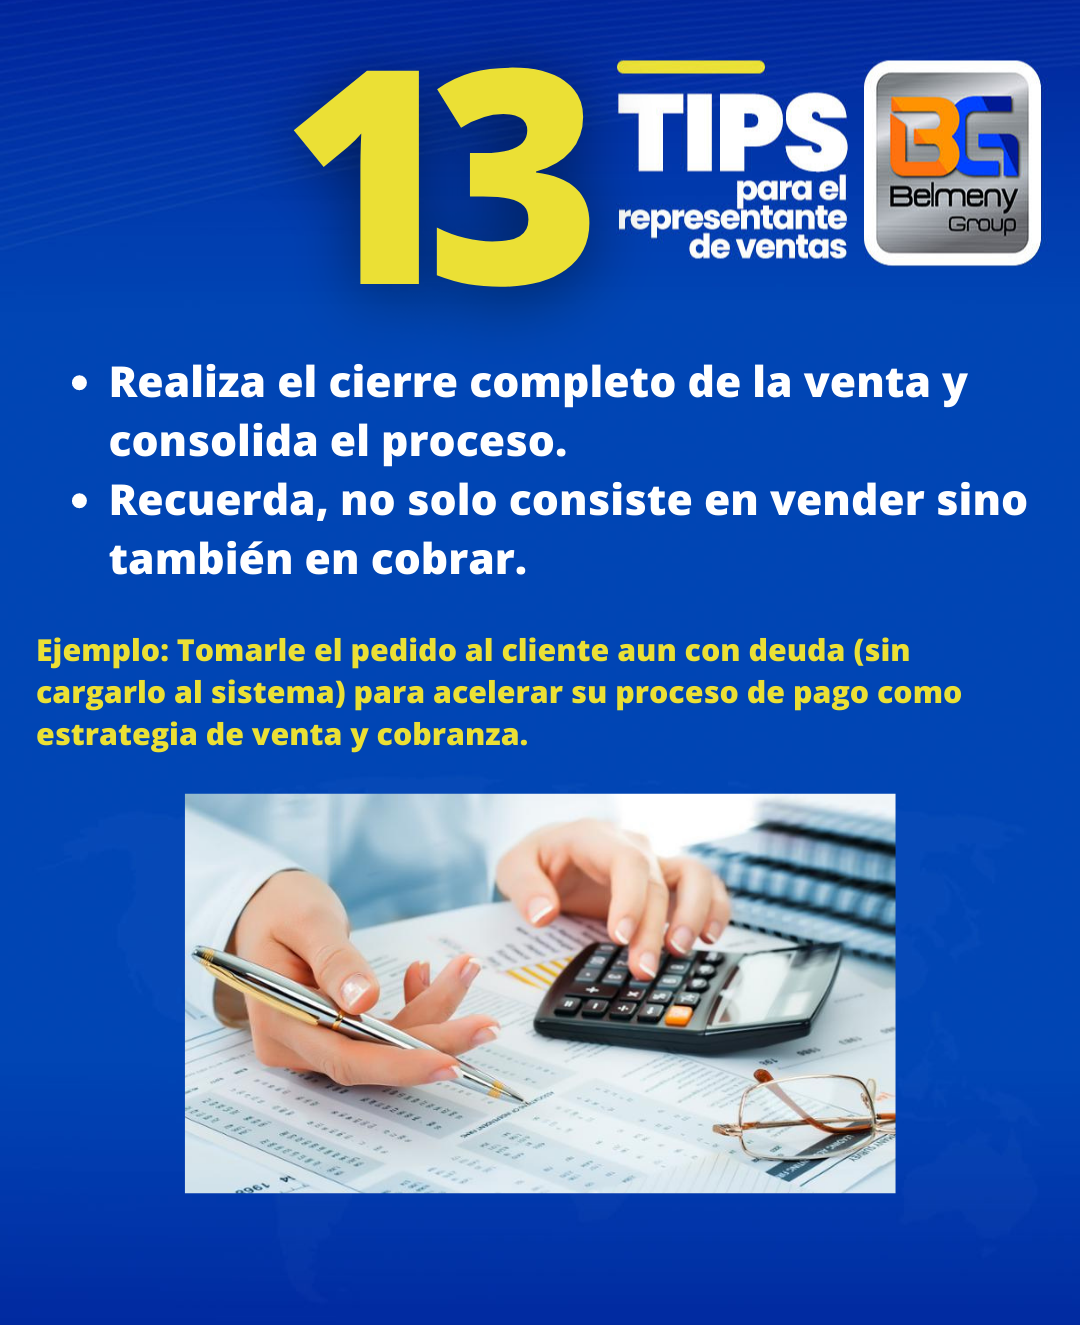 13
TIPS
para el
representante
de ventas
BG
Belmeny
Group
• Realiza el cierre completo de la venta y
consolida el proceso.
• Recuerda, no solo consiste en vender sino
también en cobrar.
Ejemplo: Tomarle el pedido al cliente aun con deuda (sin
cargarlo al sistema) para acelerar su proceso de pago como
estrategia de venta y cobranza.